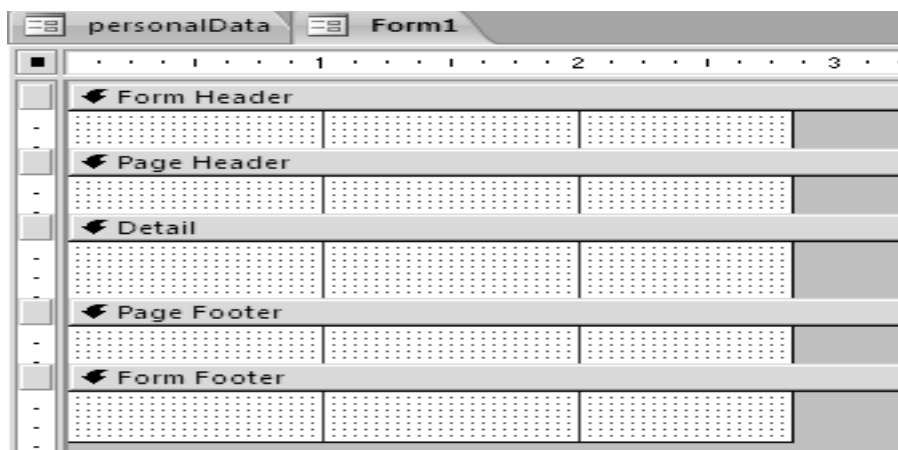 personalData Form1
1 2 3
Form Header
Page Header
Detail
Page Footer
Form Footer